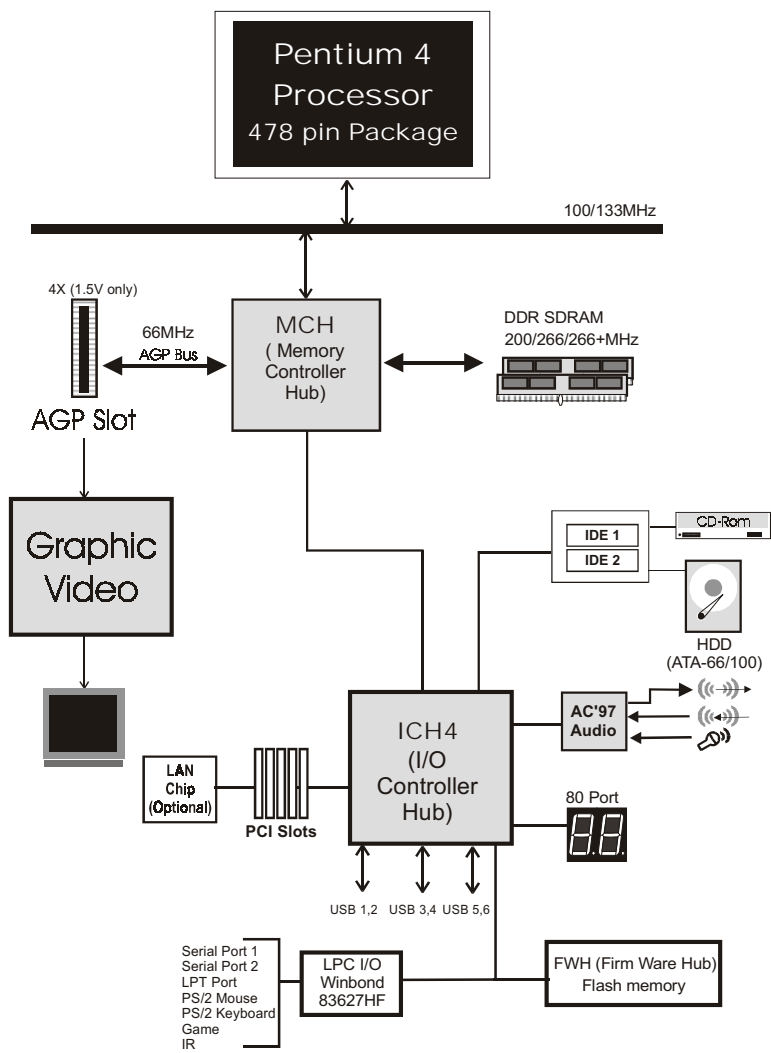 Pentium 4
Processor
478 pin Package
100/133MHz
4X (1.5V only)
66MHz
AGP Bus
AGP Slot
MCH
( Memory
Controller
Hub)
DDR SDRAM
200/266/266+MHz
Graphic
Video
IDE 1
IDE 2
CD-Rom
HDD
(ATA-66/100)
ICH4
(I/O
Controller
Hub)
AC'97
Audio
LAN
Chip
(Optional)
PCI Slots
80 Port
88
USB 1,2
USB 3,4
USB 5,6
Serial Port 1
Serial Port 2
LPT Port
PS/2 Mouse
PS/2 Keyboard
Game
IR
LPC I/O
Winbond
83627HF
FWH (Firm Ware Hub)
Flash memory